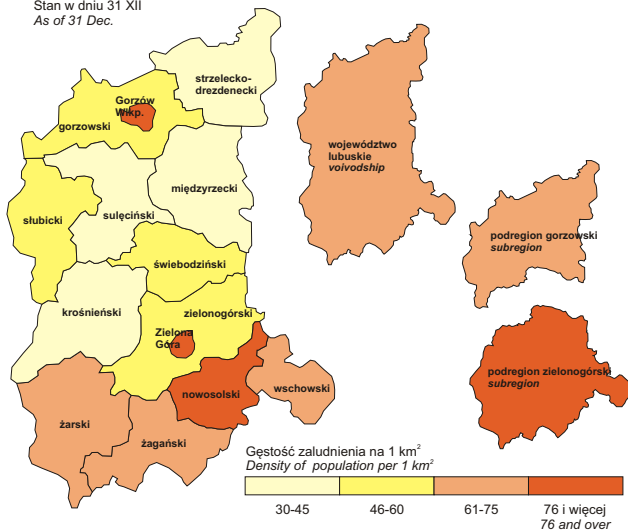 Stan w dniu 31 XII
As of 31 Dec.
strzelecko-
drezdenecki
Gorzów
Wlkp.
gorzowski
województwo
lubuskie
voivodship
międzyrzecki
słubicki
sulęciński
podregion gorzowski
subregion
świebodziński
krośnieński
zielonogórski
Zielona
Góra
podregion zielonogórski
subregion
nowosolski
wschowski
żarski
żagański
Gęstość zaludnienia na 1 km²
Density of population per 1 km²
30-45
46-60
61-75
76 i więcej
76 and over